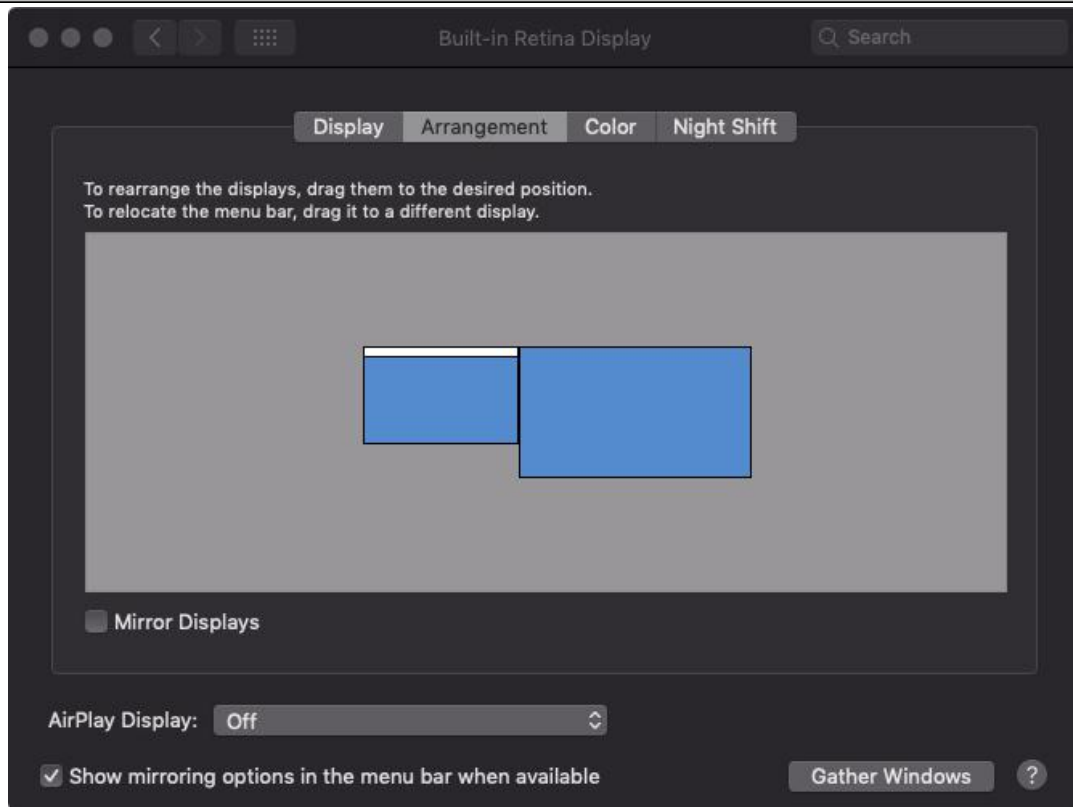 Built-in Retina Display
Search
Display Arrangement Color Night Shift
To rearrange the displays, drag them to the desired position.
To relocate the menu bar, drag it to a different display.
Mirror Displays
AirPlay Display: Off
Show mirroring options in the menu bar when available
Gather Windows ?